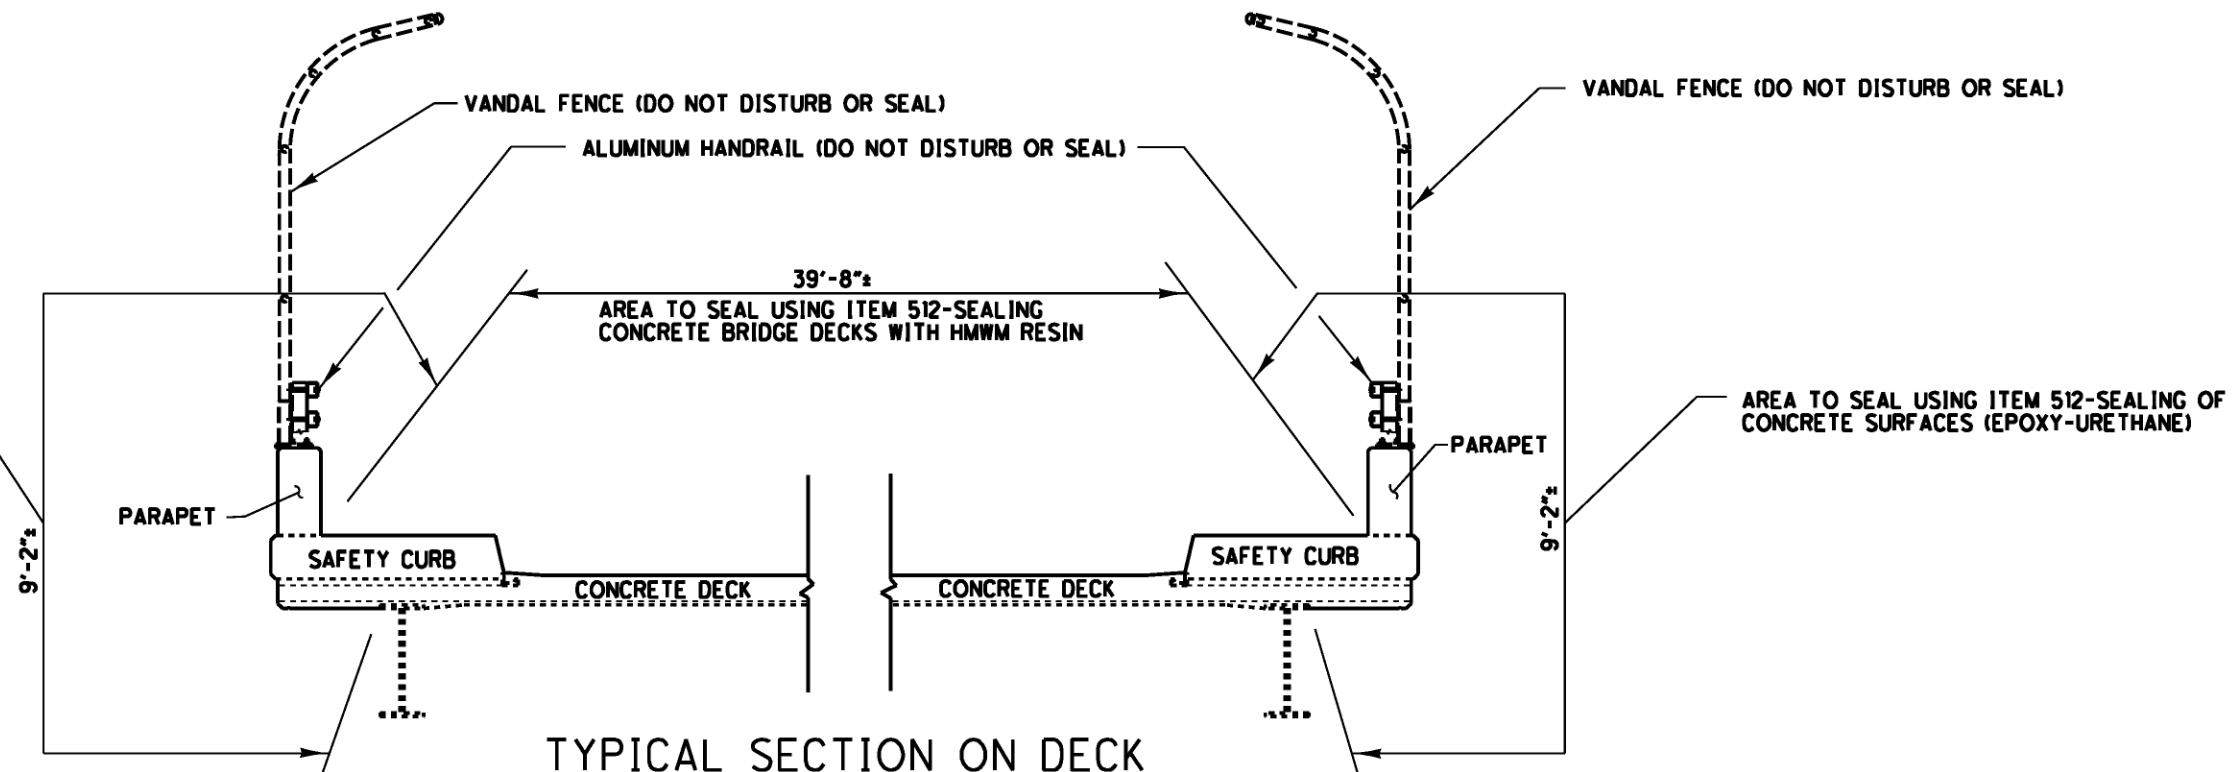 VANDAL FENCE (DO NOT DISTURB OR SEAL)
VANDAL FENCE (DO NOT DISTURB OR SEAL)
ALUMINUM HANDRAIL (DO NOT DISTURB OR SEAL)
39'-8"±
AREA TO SEAL USING ITEM 512-SEALING
CONCRETE BRIDGE DECKS WITH HMWM RESIN
AREA TO SEAL USING ITEM 512-SEALING OF
CONCRETE SURFACES (EPOXY-URETHANE)
PARAPET
PARAPET
9'-2"±
9'-2"±
SAFETY CURB
SAFETY CURB
CONCRETE DECK
CONCRETE DECK
TYPICAL SECTION ON DECK